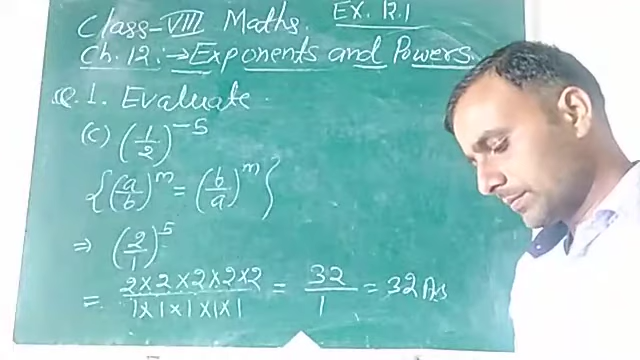 Class-VIII Maths. Ex. 12.1
Ch. 12 :→ Exponents and Powers.
Q. 1. Evaluate.
(c) (1/2)^-5
{(a/b)^m = (b/a)^m}
⇒ (2/1)^5
= 2×2×2×2×2/1×1×1×1×1 = 32/1 = 32 Ans